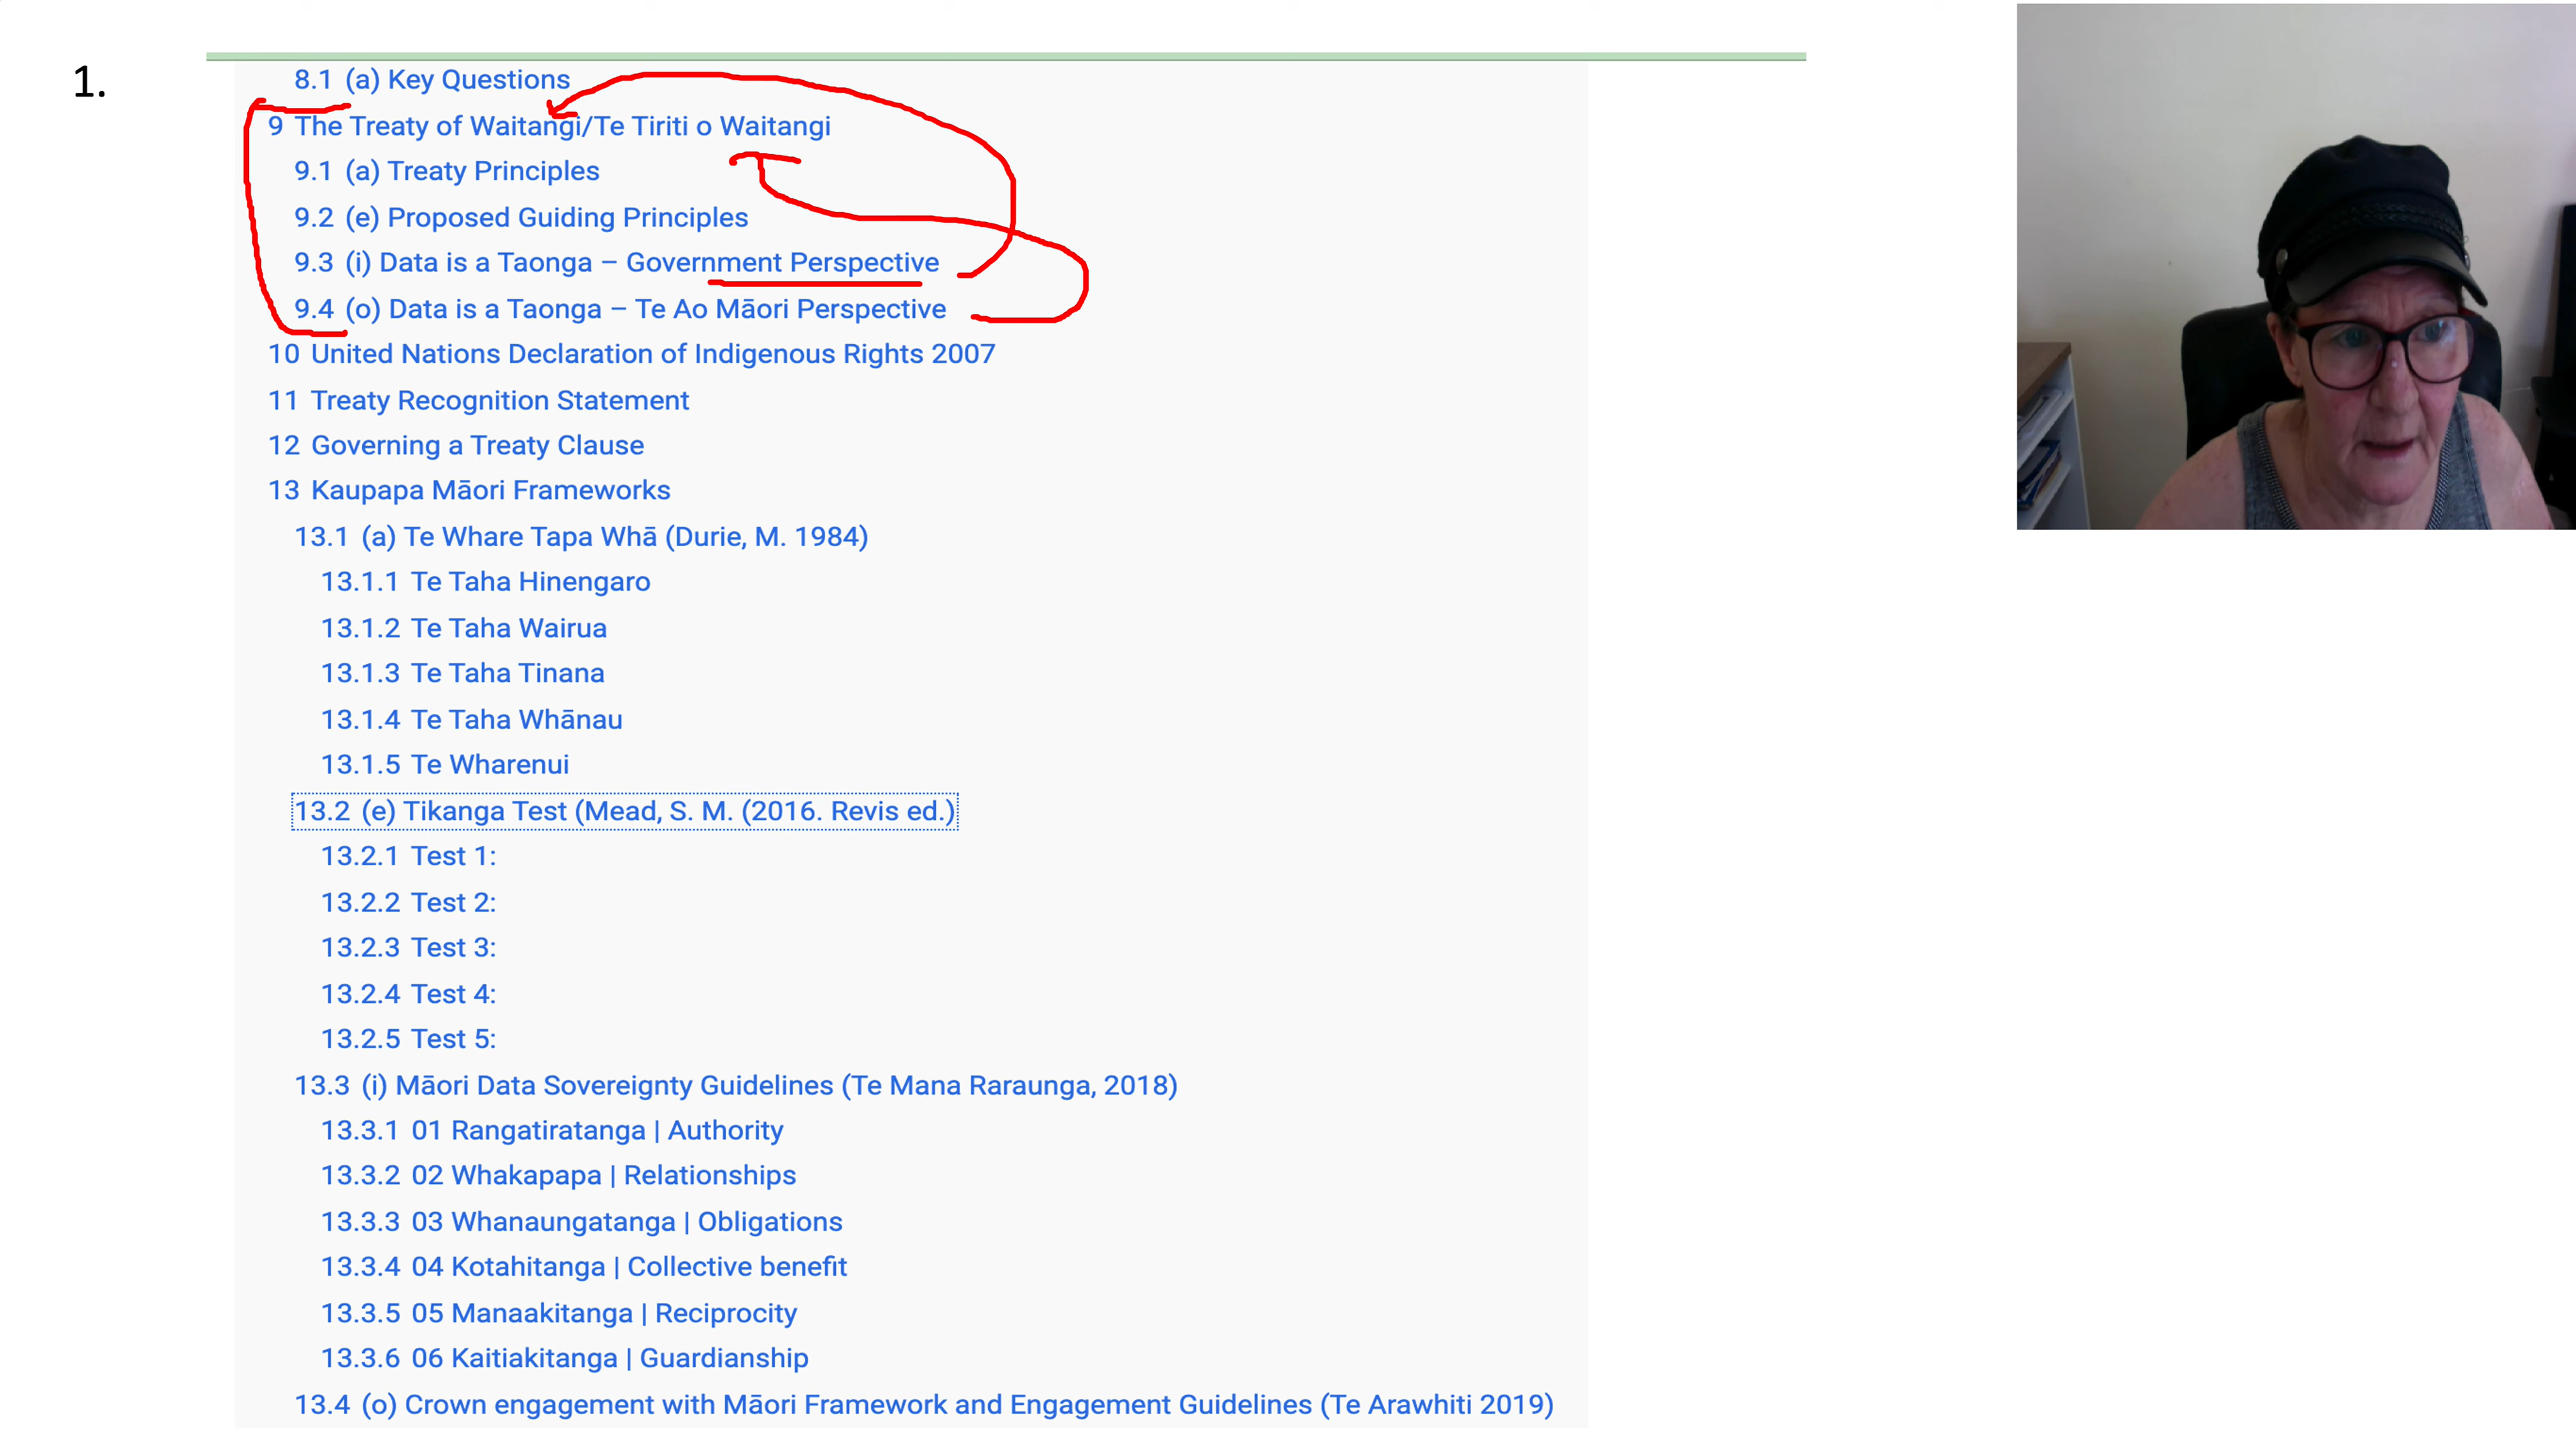 1.
8.1 (a) Key Questions
9 The Treaty of Waitangi/Te Tiriti o Waitangi
9.1 (a) Treaty Principles
9.2 (e) Proposed Guiding Principles
9.3 (i) Data is a Taonga – Government Perspective
9.4 (o) Data is a Taonga – Te Ao Māori Perspective
10 United Nations Declaration of Indigenous Rights 2007
11 Treaty Recognition Statement
12 Governing a Treaty Clause
13 Kaupapa Māori Frameworks
13.1 (a) Te Whare Tapa Whā (Durie, M. 1984)
13.1.1 Te Taha Hinengaro
13.1.2 Te Taha Wairua
13.1.3 Te Taha Tinana
13.1.4 Te Taha Whānau
13.1.5 Te Wharenui
13.2 (e) Tikanga Test (Mead, S. M. (2016. Revis ed.)
13.2.1 Test 1:
13.2.2 Test 2:
13.2.3 Test 3:
13.2.4 Test 4:
13.2.5 Test 5:
13.3 (i) Māori Data Sovereignty Guidelines (Te Mana Raraunga, 2018)
13.3.1 01 Rangatiratanga | Authority
13.3.2 02 Whakapapa | Relationships
13.3.3 03 Whanaungatanga | Obligations
13.3.4 04 Kotahitanga | Collective benefit
13.3.5 05 Manaakitanga | Reciprocity
13.3.6 06 Kaitiakitanga | Guardianship
13.4 (o) Crown engagement with Māori Framework and Engagement Guidelines (Te Arawhiti 2019)